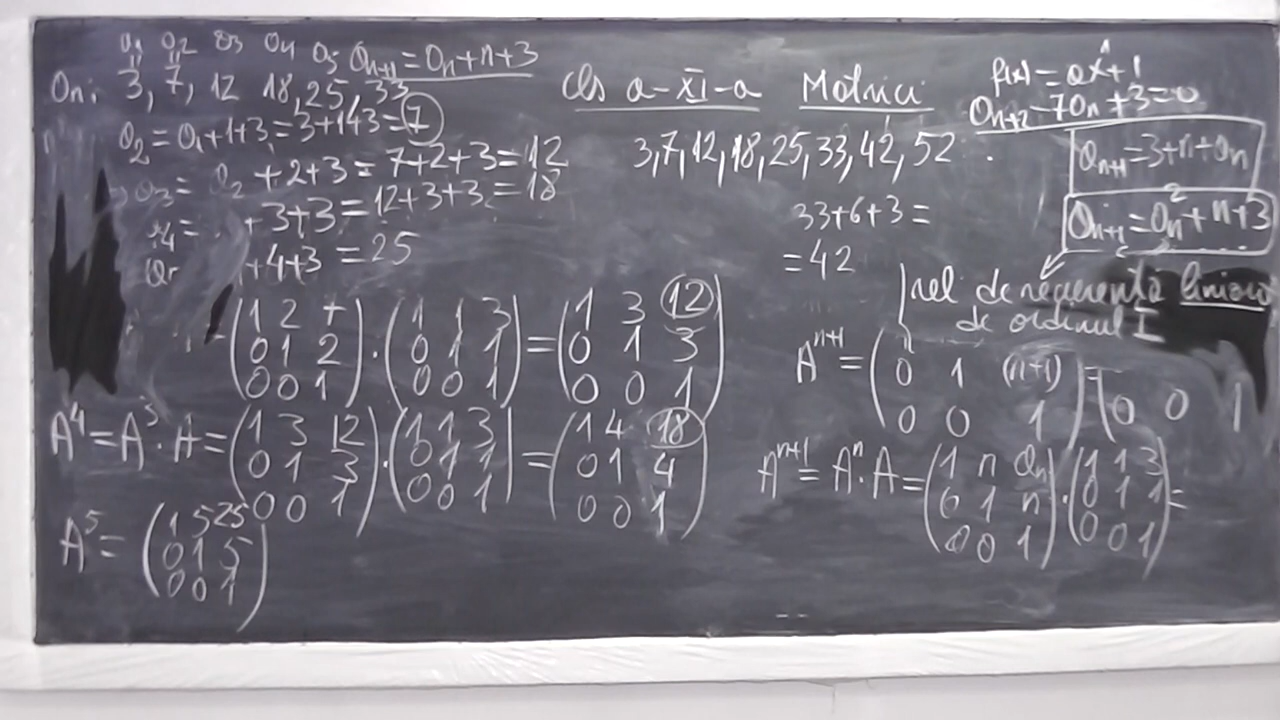 a₁ a₂ a₃ a₄ a₅ aₙ₊₁ = aₙ + n + 3
aₙ: 3, 7, 12 18, 25, 33
a₂ = a₁ + 1 + 3 = 3 + 1 + 3 = 7
a₃ = a₂ + 2 + 3 = 7 + 2 + 3 = 12
+ 3 + 3 = 12 + 3 + 3 = 18
+ 4 + 3 = 25
(1 2 7; 0 1 2; 0 0 1) · (1 1 3; 0 1 1; 0 0 1) = (1 3 12; 0 1 3; 0 0 1)
A⁴ = A³ · A = (1 3 12; 0 1 3; 0 0 1) · (1 1 3; 0 1 1; 0 0 1) = (1 4 18; 0 1 4; 0 0 1)
A⁵ = (1 5 25; 0 1 5; 0 0 1)
Cls a-XI-a Matrici
3, 7, 12, 18, 25, 33, 42, 52
33 + 6 + 3 =
= 42
f(x) = ax + 1
aₙ₊₂ - 7aₙ + 3 = 0
aₙ₊₁ = 3 + n + aₙ
aₙ₊₁ = aₙ² + n + 3
rel de recurență liniară
de ordinul I
Aⁿ⁺¹ = (0 1 (n+1); 0 0 1) = (0 0 1
Aⁿ⁺¹ = Aⁿ · A = (1 n aₙ; 0 1 n; 0 0 1) · (1 1 3; 0 1 1; 0 0 1) =